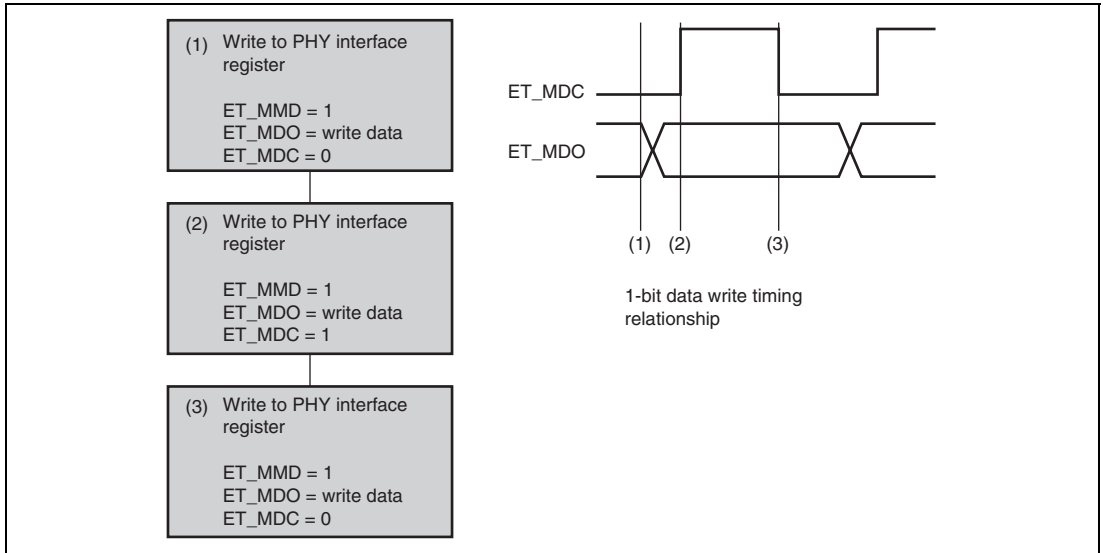 (1) Write to PHY interface
register
ET_MMD = 1
ET_MDO = write data
ET_MDC = 0
(2) Write to PHY interface
register
ET_MMD = 1
ET_MDO = write data
ET_MDC = 1
(3) Write to PHY interface
register
ET_MMD = 1
ET_MDO = write data
ET_MDC = 0
ET_MDC
ET_MDO
(1) (2) (3)
1-bit data write timing
relationship